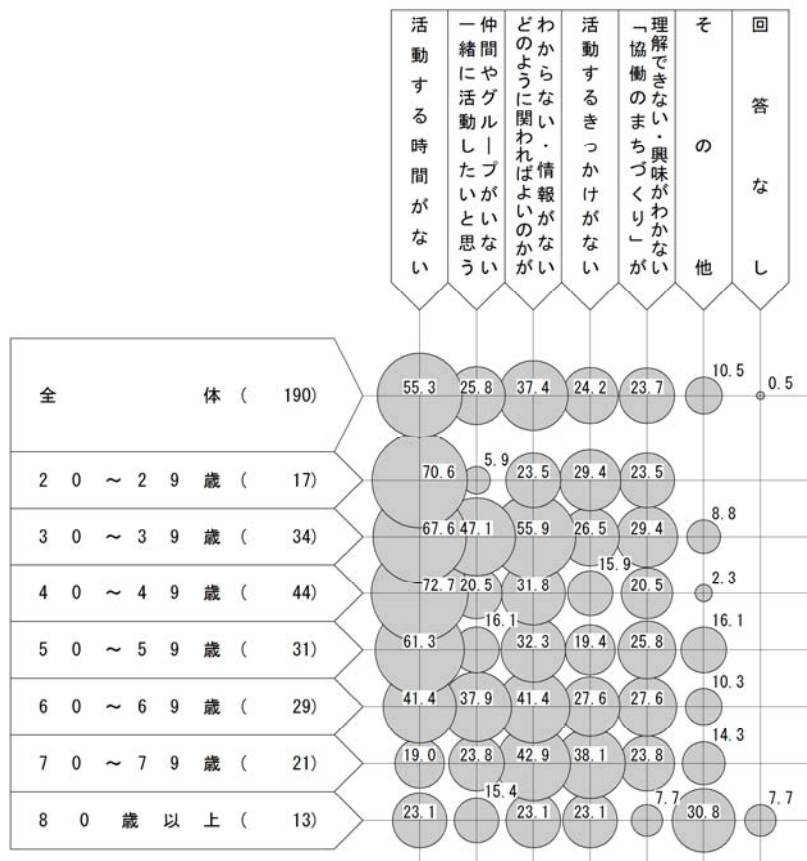 活動する時間がない
仲間やグループがいない
一緒に活動したいと思う
わからない・情報がない
どのように関わればよいのかが
活動するきっかけがない
理解できない・興味がわかない
「協働のまちづくり」が
その他
回答なし
全体( 190) 55.3 25.8 37.4 24.2 23.7 10.5 0.5
20~29歳( 17) 70.6 5.9 23.5 29.4 23.5
30~39歳( 34) 67.6 47.1 55.9 26.5 29.4 8.8
40~49歳( 44) 72.7 20.5 31.8 15.9 20.5 2.3
50~59歳( 31) 61.3 16.1 32.3 19.4 25.8 16.1
60~69歳( 29) 41.4 37.9 41.4 27.6 27.6 10.3
70~79歳( 21) 19.0 23.8 42.9 38.1 23.8 14.3
80歳以上( 13) 23.1 15.4 23.1 23.1 7.7 30.8 7.7